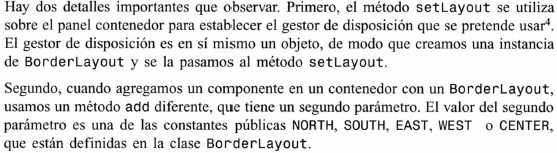 Hay dos detalles importantes que observar. Primero, el método setLayout se utiliza
sobre el panel contenedor para establecer el gestor de disposición que se pretende usar⁴.
El gestor de disposición es en sí mismo un objeto, de modo que creamos una instancia
de BorderLayout y se la pasamos al método setLayout.
Segundo, cuando agregamos un componente en un contenedor con un BorderLayout,
usamos un método add diferente, que tiene un segundo parámetro. El valor del segundo
parámetro es una de las constantes públicas NORTH, SOUTH, EAST, WEST o CENTER,
que están definidas en la clase BorderLayout.